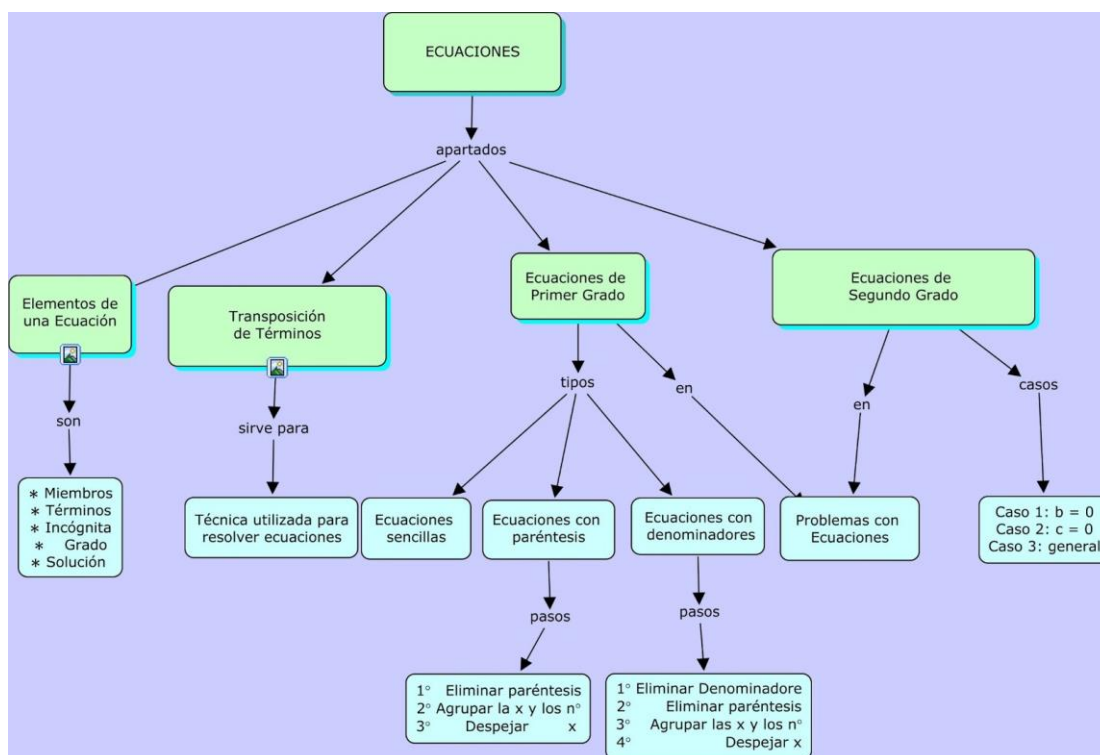 ECUACIONES
apartados
Elementos de
una Ecuación
Transposición
de Términos
Ecuaciones de
Primer Grado
Ecuaciones de
Segundo Grado
son
sirve para
tipos
en
en
casos
* Miembros
* Términos
* Incógnita
* Grado
* Solución
Técnica utilizada para
resolver ecuaciones
Ecuaciones
sencillas
Ecuaciones con
paréntesis
Ecuaciones con
denominadores
Problemas con
Ecuaciones
Caso 1: b = 0
Caso 2: c = 0
Caso 3: general
pasos
pasos
1° Eliminar paréntesis
2° Agrupar la x y los n°
3° Despejar x
1° Eliminar Denominadore
2° Eliminar paréntesis
3° Agrupar las x y los n°
4° Despejar x